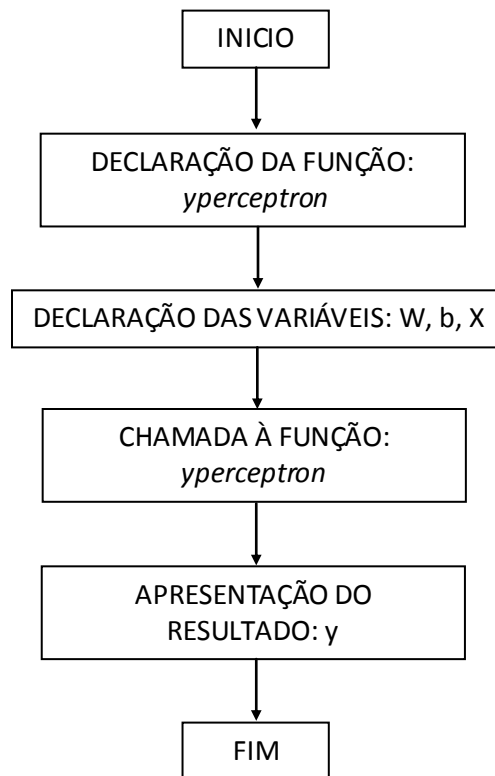 INICIO
DECLARAÇÃO DA FUNÇÃO:
yperceptron
DECLARAÇÃO DAS VARIÁVEIS: W, b, X
CHAMADA À FUNÇÃO:
yperceptron
APRESENTAÇÃO DO
RESULTADO: y
FIM